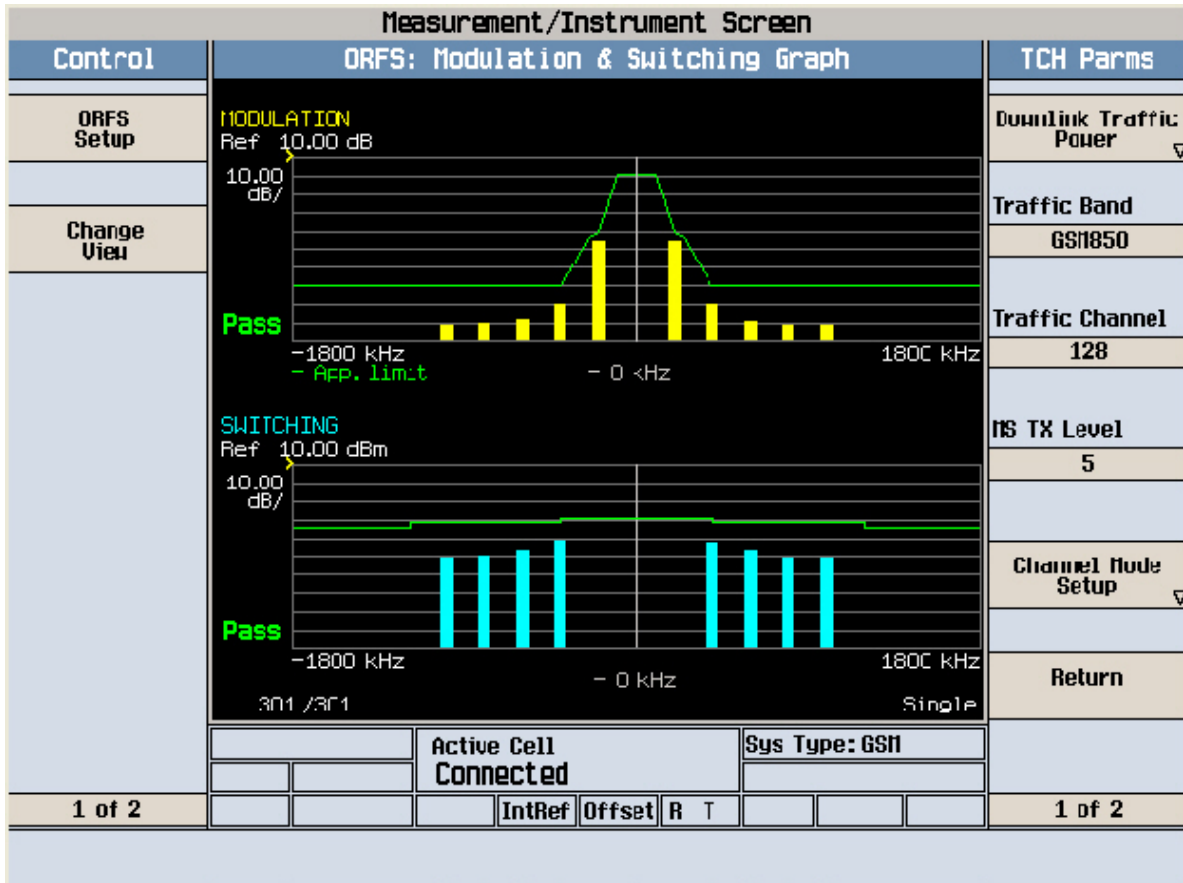 Measurement/Instrument Screen
Control
ORFS: Modulation & Switching Graph
TCH Parms
ORFS
Setup
Change
View
1 of 2
MODULATION
Ref 10.00 dB
10.00
dB/
Pass
-1800 kHz
1800 kHz
- App. limit
- 0 kHz
SWITCHING
Ref 10.00 dBm
10.00
dB/
Pass
-1800 kHz
1800 kHz
- 0 kHz
301 /301
Single
Active Cell
Connected
Sys Type: GSM
IntRef
Offset
R T
Downlink Traffic
Power
Traffic Band
GSM850
Traffic Channel
128
MS TX Level
5
Channel Mode
Setup
Return
1 of 2